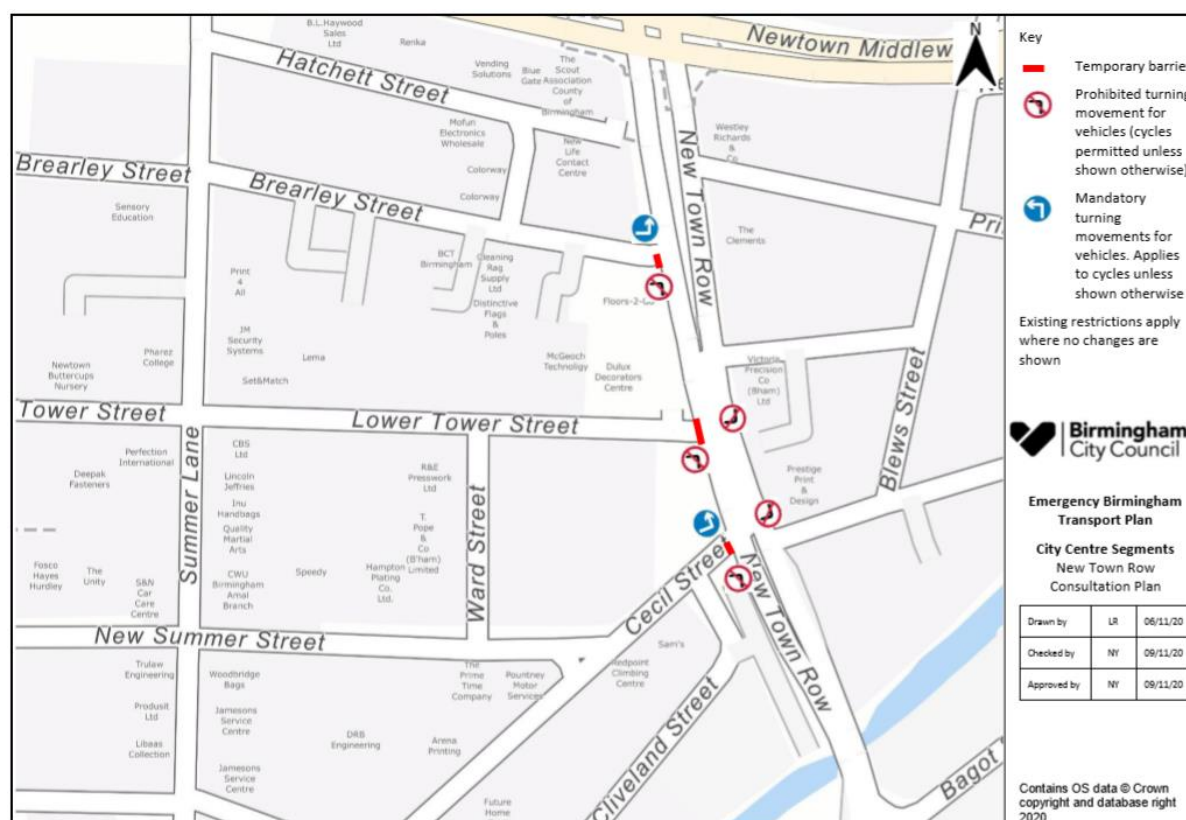 B.L.Haywood
Sales
Ltd
Renka
Newtown Middlew
N
Hatchett Street
Vending
Solutions
Blue
Gate
The
Scout
Association
County
of
Birmingham
Mofun
Electronics
Wholesale
New
Life
Contact
Centre
Westley
Richards
&
Co
New Town Row
Brearley Street
Brearley Street
Colorway
Colorway
Sensory
Education
Pri
The
Clements
Print
4
All
BCT
Birmingham
Cleaning
Rag
Supply
Ltd
Distinctive
Flags
&
Poles
JM
Security
Systems
Lema
Set&Match
Pharez
College
Newtown
Buttercups
Nursery
McGeoch
Technoligy
Dulux
Decorators
Centre
Victoria
Precision
Co
(Bham)
Ltd
Blews Street
Tower Street
Lower Tower Street
Summer Lane
Ward Street
Perfection
International
Deepak
Fasteners
CBS
Ltd
Lincoln
Jeffries
Inu
Handbags
Quality
Martial
Arts
CWU
Birmingham
Amal
Branch
R&E
Presswork
Ltd
T.
Pope
&
Co
(B'ham)
Limited
Hampton
Plating
Co.
Ltd.
Speedy
Prestige
Print
&
Design
Fosco
Hayes
Hurdley
The
Unity
S&N
Car
Care
Centre
Cecil Street
New Town Row
New Summer Street
Sam's
Redpoint
Climbing
Centre
Trulaw
Engineering
Woodbridge
Bags
The
Prime
Time
Company
Pountney
Motor
Services
Produsit
Ltd
Jamesons
Service
Centre
Libeas
Collection
DRB
Engineering
Arena
Printing
Jamesons
Service
Centre
Future
Home
Cliveland Street
Bagot
Key
Temporary barrie
Prohibited turning
movement for
vehicles (cycles
permitted unless
shown otherwise)
Mandatory
turning
movements for
vehicles. Applies
to cycles unless
shown otherwise
Existing restrictions apply
where no changes are
shown
Birmingham
City Council
Emergency Birmingham
Transport Plan
City Centre Segments
New Town Row
Consultation Plan
Drawn by LR 06/11/20
Checked by NY 09/11/20
Approved by NY 09/11/20
Contains OS data © Crown
copyright and database right
2020